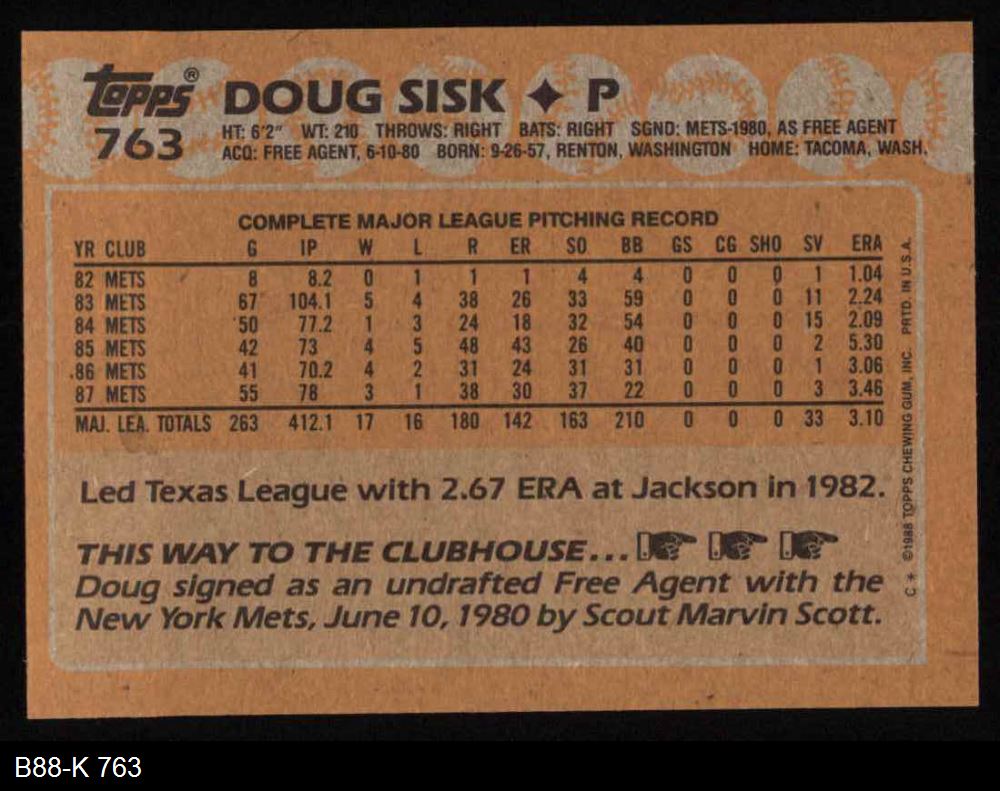 topps® DOUG SISK ✦ P
763 HT: 6'2" WT: 210 THROWS: RIGHT BATS: RIGHT SGND: METS-1980, AS FREE AGENT
ACQ: FREE AGENT, 6-10-80 BORN: 9-26-57, RENTON, WASHINGTON HOME: TACOMA, WASH.
COMPLETE MAJOR LEAGUE PITCHING RECORD
YR CLUB G IP W L R ER SO BB GS CG SHO SV ERA
82 METS 8 8.2 0 1 1 1 4 4 0 0 0 1 1.04
83 METS 67 104.1 5 4 38 26 33 59 0 0 0 11 2.24
84 METS 50 77.2 1 3 24 18 32 54 0 0 0 15 2.09
85 METS 42 73 4 5 48 43 26 40 0 0 0 2 5.30
86 METS 41 70.2 4 2 31 24 31 31 0 0 0 1 3.06
87 METS 55 78 3 1 38 30 37 22 0 0 0 3 3.46
MAJ. LEA. TOTALS 263 412.1 17 16 180 142 163 210 0 0 0 33 3.10
Led Texas League with 2.67 ERA at Jackson in 1982.
THIS WAY TO THE CLUBHOUSE...
Doug signed as an undrafted Free Agent with the
New York Mets, June 10, 1980 by Scout Marvin Scott.
C* ©1988 TOPPS CHEWING GUM, INC. PRTD. IN U.S.A.
B88-K 763